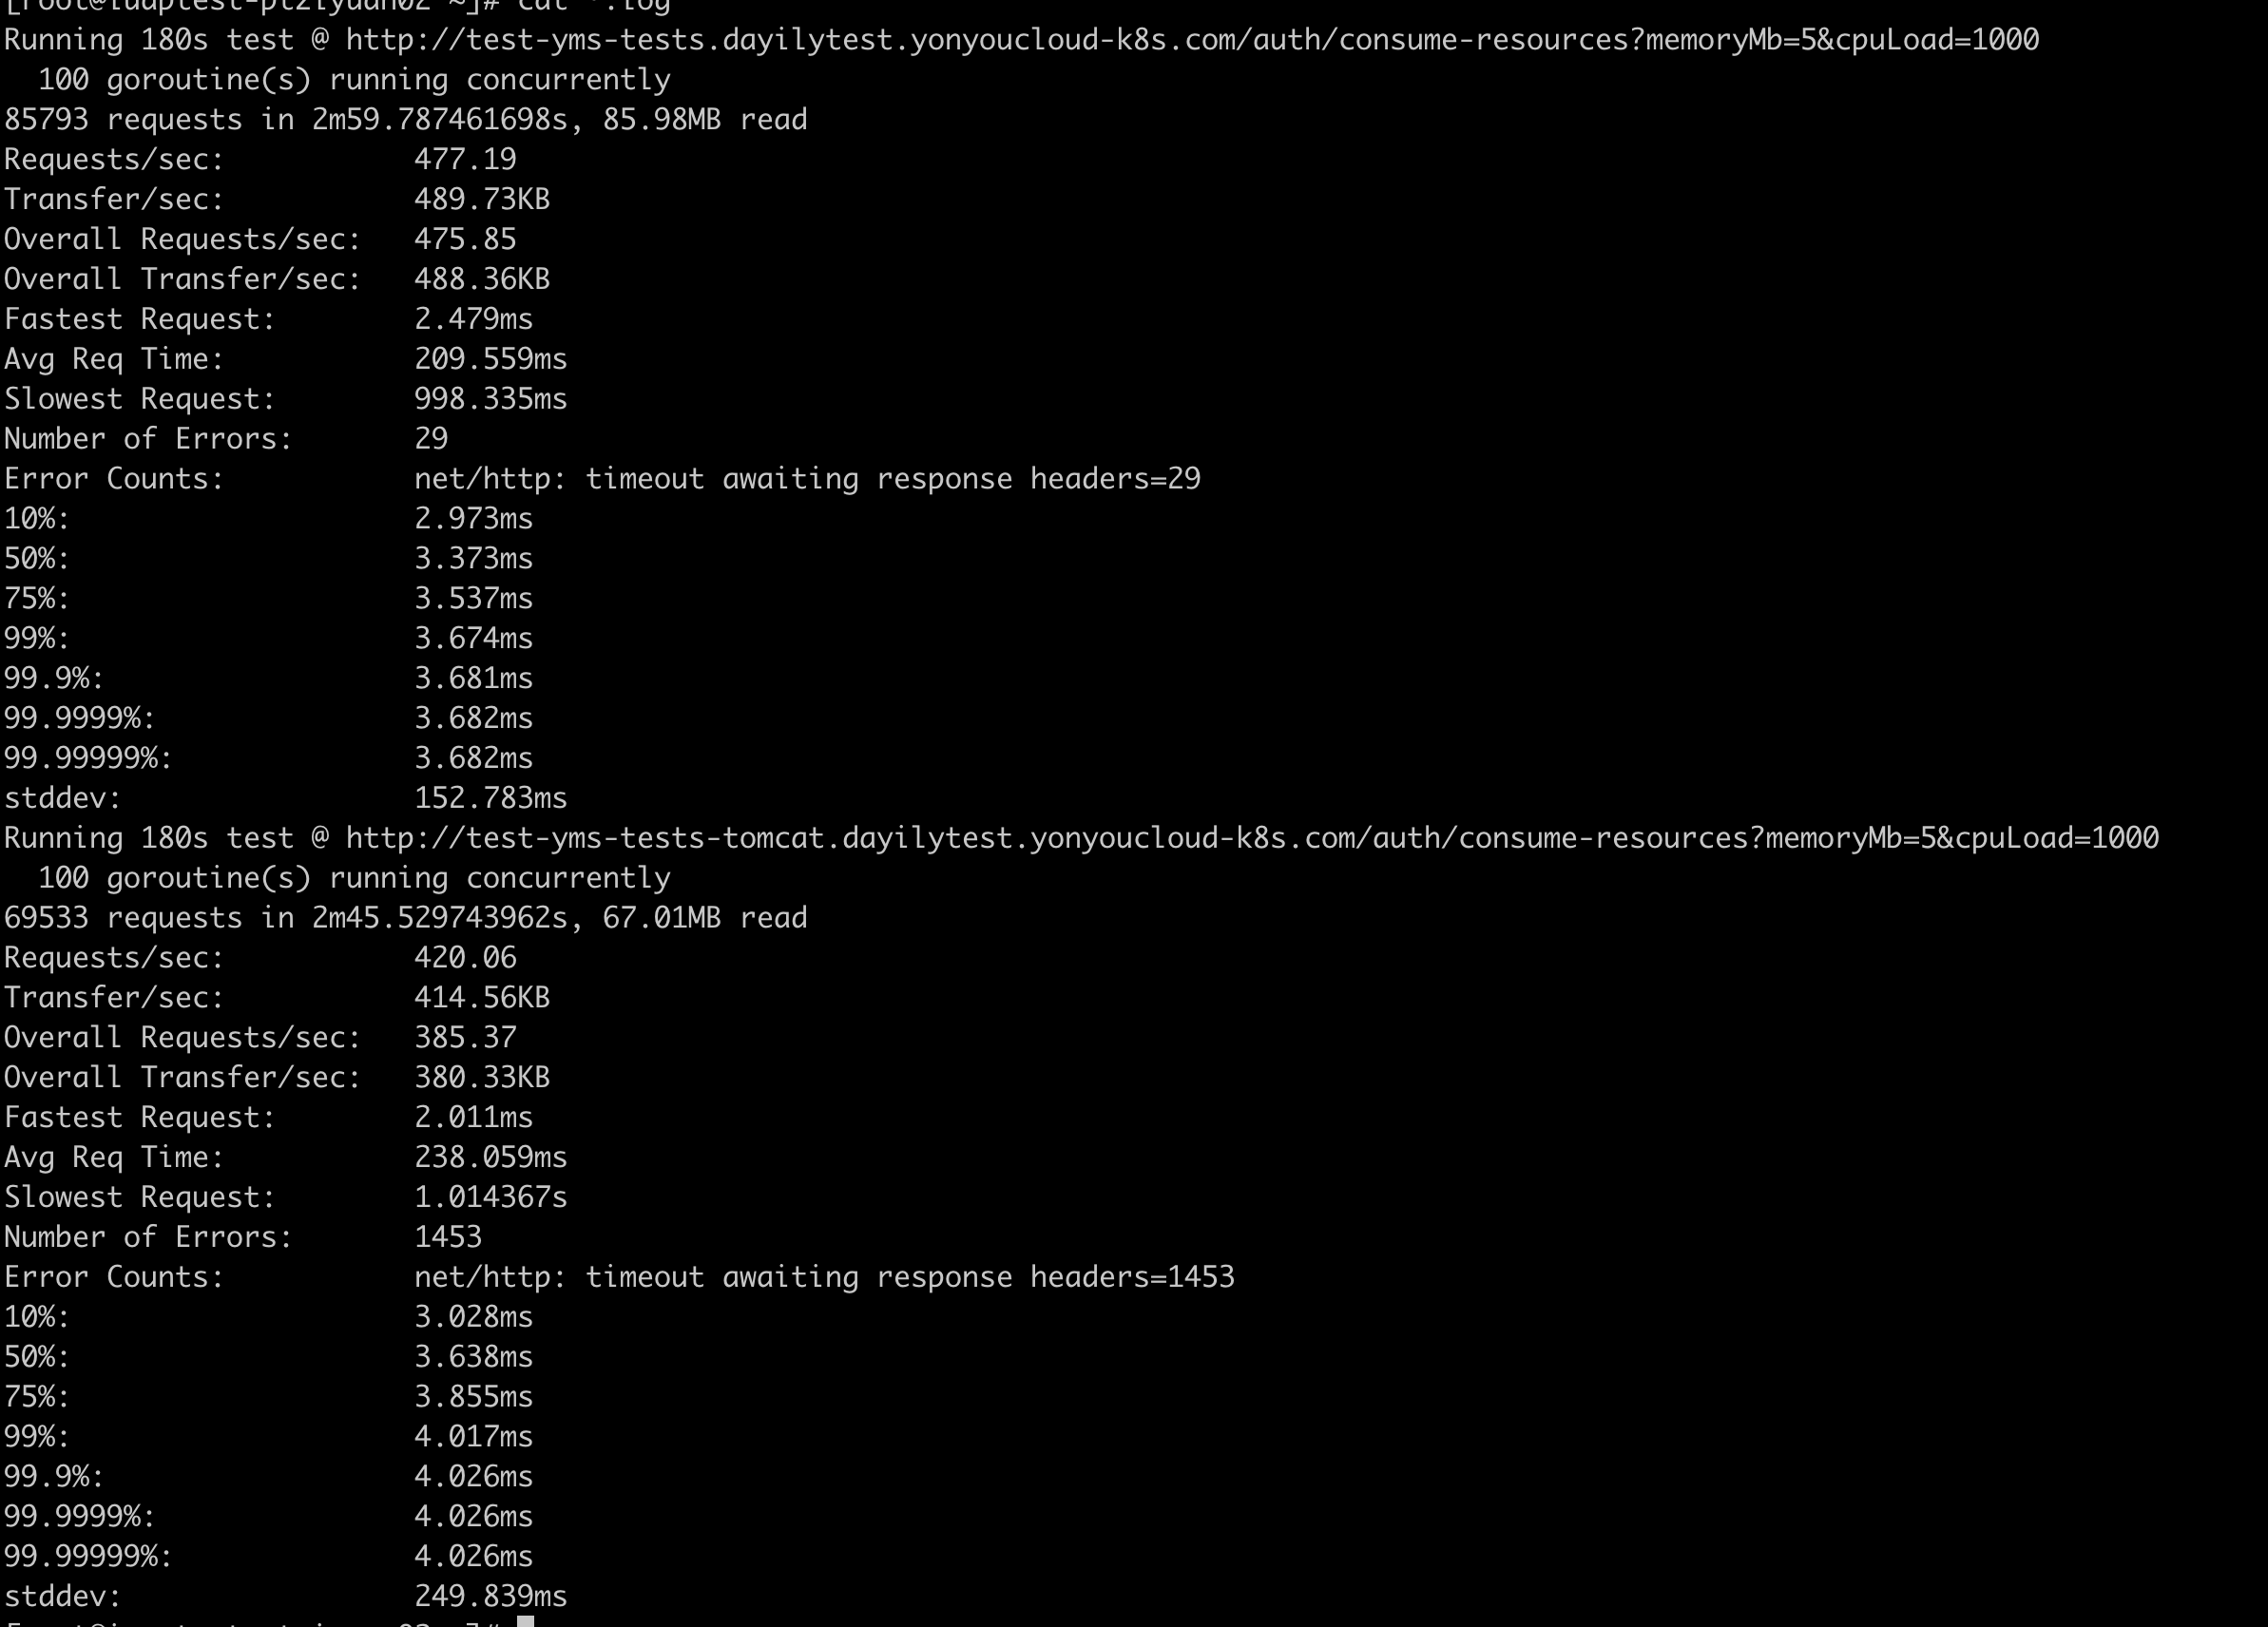 cat *.log
Running 180s test @ http://test-yms-tests.dayilytest.yonyoucloud-k8s.com/auth/consume-resources?memoryMb=5&cpuLoad=1000
  100 goroutine(s) running concurrently
85793 requests in 2m59.787461698s, 85.98MB read
Requests/sec:           477.19
Transfer/sec:           489.73KB
Overall Requests/sec:   475.85
Overall Transfer/sec:   488.36KB
Fastest Request:        2.479ms
Avg Req Time:           209.559ms
Slowest Request:        998.335ms
Number of Errors:       29
Error Counts:           net/http: timeout awaiting response headers=29
10%:                    2.973ms
50%:                    3.373ms
75%:                    3.537ms
99%:                    3.674ms
99.9%:                  3.681ms
99.9999%:               3.682ms
99.99999%:              3.682ms
stddev:                 152.783ms
Running 180s test @ http://test-yms-tests-tomcat.dayilytest.yonyoucloud-k8s.com/auth/consume-resources?memoryMb=5&cpuLoad=1000
  100 goroutine(s) running concurrently
69533 requests in 2m45.529743962s, 67.01MB read
Requests/sec:           420.06
Transfer/sec:           414.56KB
Overall Requests/sec:   385.37
Overall Transfer/sec:   380.33KB
Fastest Request:        2.011ms
Avg Req Time:           238.059ms
Slowest Request:        1.014367s
Number of Errors:       1453
Error Counts:           net/http: timeout awaiting response headers=1453
10%:                    3.028ms
50%:                    3.638ms
75%:                    3.855ms
99%:                    4.017ms
99.9%:                  4.026ms
99.9999%:               4.026ms
99.99999%:              4.026ms
stddev:                 249.839ms